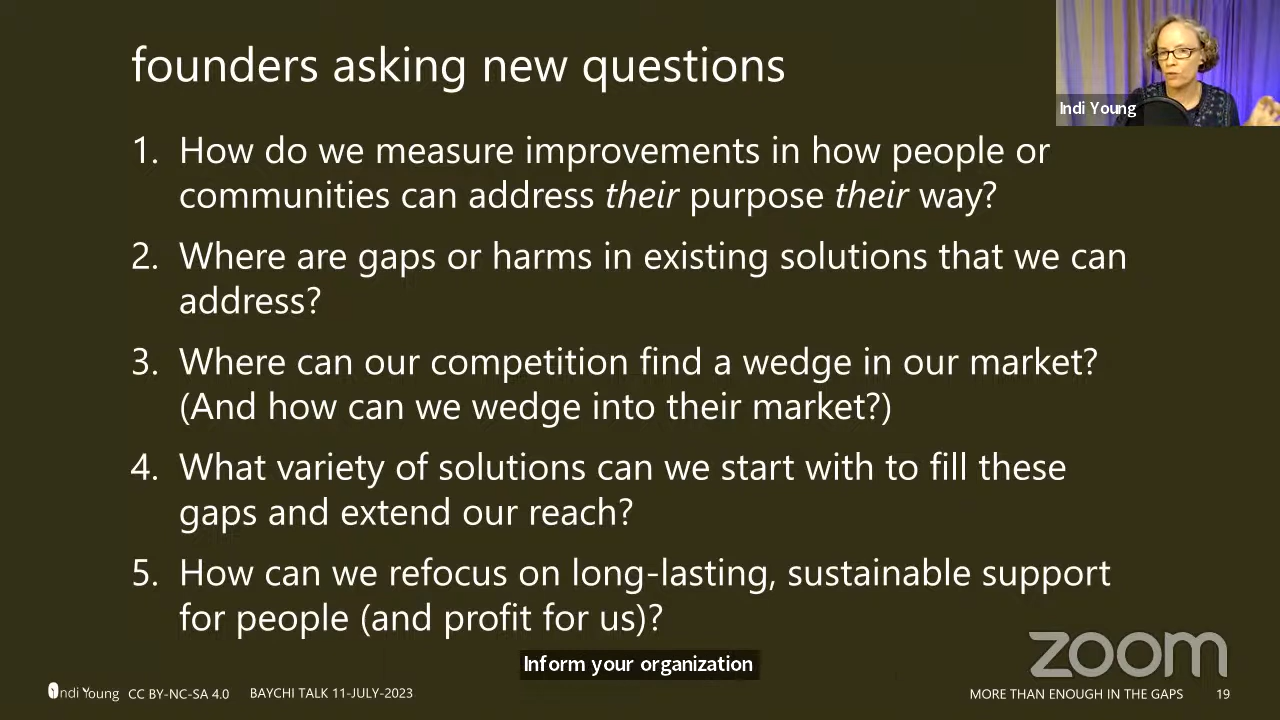 founders asking new questions
Indi Young
1. How do we measure improvements in how people or
communities can address their purpose their way?
2. Where are gaps or harms in existing solutions that we can
address?
3. Where can our competition find a wedge in our market?
(And how can we wedge into their market?)
4. What variety of solutions can we start with to fill these
gaps and extend our reach?
5. How can we refocus on long-lasting, sustainable support
for people (and profit for us)?
zoom
Inform your organization
Indi Young CC BY-NC-SA 4.0 BAYCHI TALK 11-JULY-2023 MORE THAN ENOUGH IN THE GAPS 19